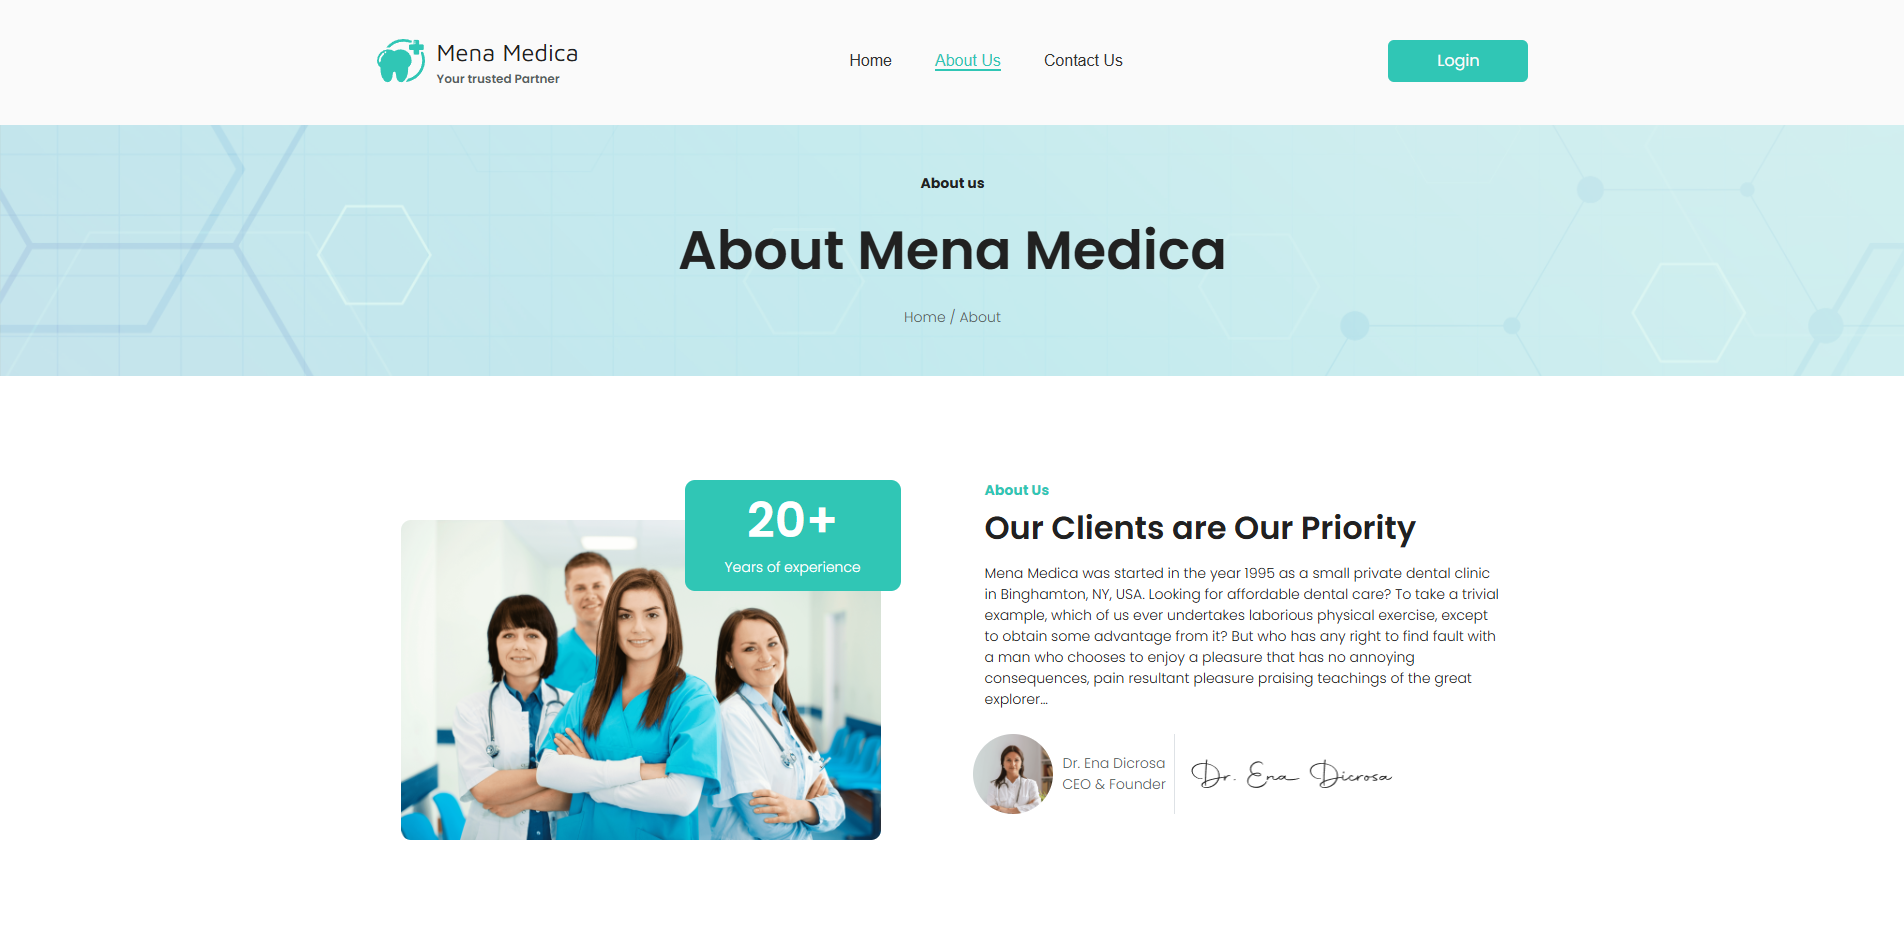 Mena Medica
Your trusted Partner
Home
About Us
Contact Us
Login
About us
About Mena Medica
Home / About
20+
Years of experience
About Us
Our Clients are Our Priority
Mena Medica was started in the year 1995 as a small private dental clinic
in Binghamton, NY, USA. Looking for affordable dental care? To take a trivial
example, which of us ever undertakes laborious physical exercise, except
to obtain some advantage from it? But who has any right to find fault with
a man who chooses to enjoy a pleasure that has no annoying
consequences, pain resultant pleasure praising teachings of the great
explorer...
Dr. Ena Dicrosa
CEO & Founder
Dr. Ena Dicrosa